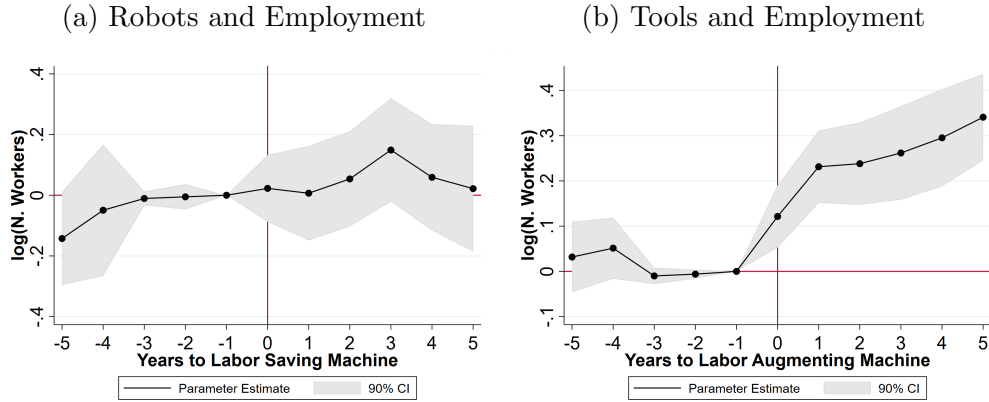 (a) Robots and Employment
(b) Tools and Employment
log(N. Workers)
.4
.2
0
-.2
-.4
-5 -4 -3 -2 -1 0 1 2 3 4 5
Years to Labor Saving Machine
Parameter Estimate 90% CI
log(N. Workers)
.4
.3
.2
.1
0
-.1
-5 -4 -3 -2 -1 0 1 2 3 4 5
Years to Labor Augmenting Machine
Parameter Estimate 90% CI